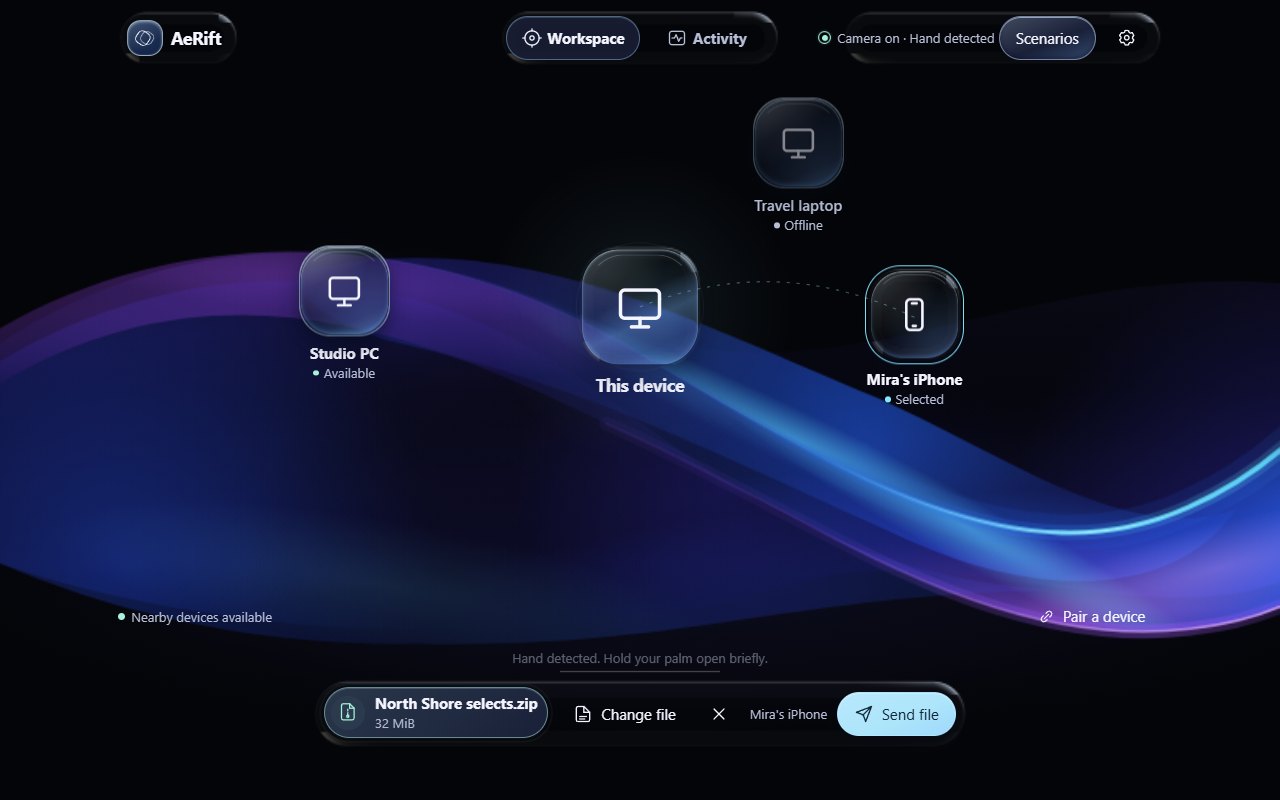 AeRift
Workspace
Activity
Camera on · Hand detected
Scenarios
Travel laptop
Offline
Studio PC
Available
This device
Mira's iPhone
Selected
Nearby devices available
Pair a device
Hand detected. Hold your palm open briefly.
North Shore selects.zip
32 MiB
Change file
Mira's iPhone
Send file